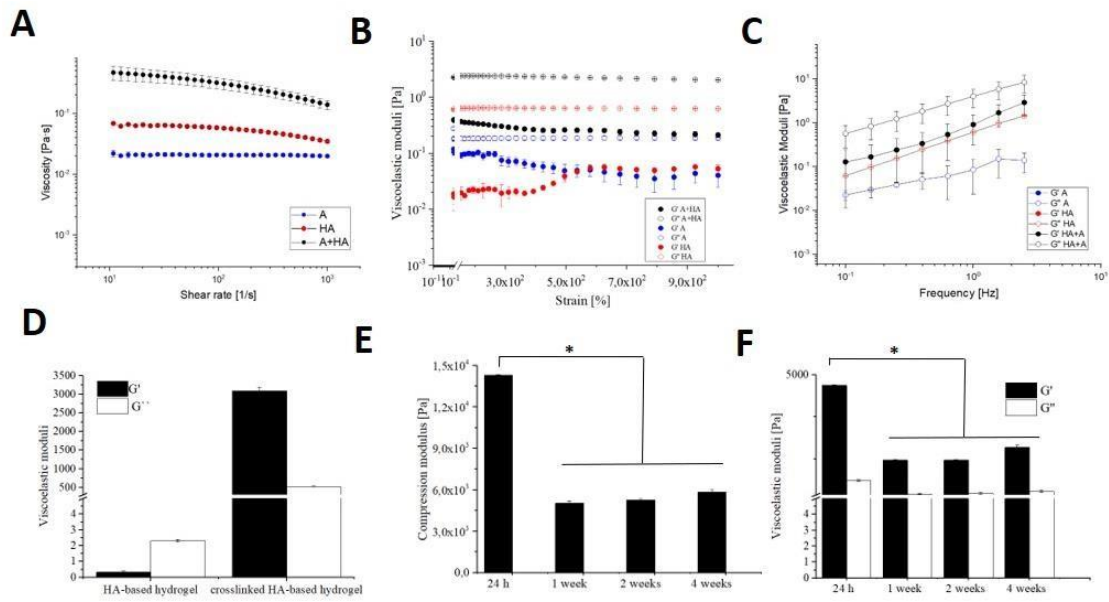 A
Viscosity [Pa·s]
10⁻¹
10⁻²
10⁻³
10¹
10²
10³
Shear rate [1/s]
A
HA
A+HA
B
Viscoelastic moduli [Pa]
10²
10¹
10⁰
10⁻¹
10⁻²
10⁻³
3,0x10²
5,0x10²
7,0x10²
9,0x10²
Strain [%]
G' A+HA
G'' A+HA
G' A
G'' A
G' HA
G'' HA
C
Viscoelastic Moduli [Pa]
10¹
10⁰
10⁻¹
10⁻²
10⁻³
10⁻¹
10⁰
10¹
Frequency [Hz]
G' A
G'' A
G' HA
G'' HA
G' HA+A
G'' HA+A
D
Viscoelastic moduli
3500
3000
2500
2000
1500
1000
500
4
3
2
1
0
G'
G``
HA-based hydrogel
crosslinked HA-based hydrogel
E
*
Compression modulus [Pa]
1,5x10⁴
1,2x10⁴
9,0x10³
6,0x10³
3,0x10³
0,0
24 h
1 week
2 weeks
4 weeks
F
*
Viscoelastic moduli [Pa]
5000
4
3
2
1
0
G'
G''
24 h
1 week
2 weeks
4 weeks